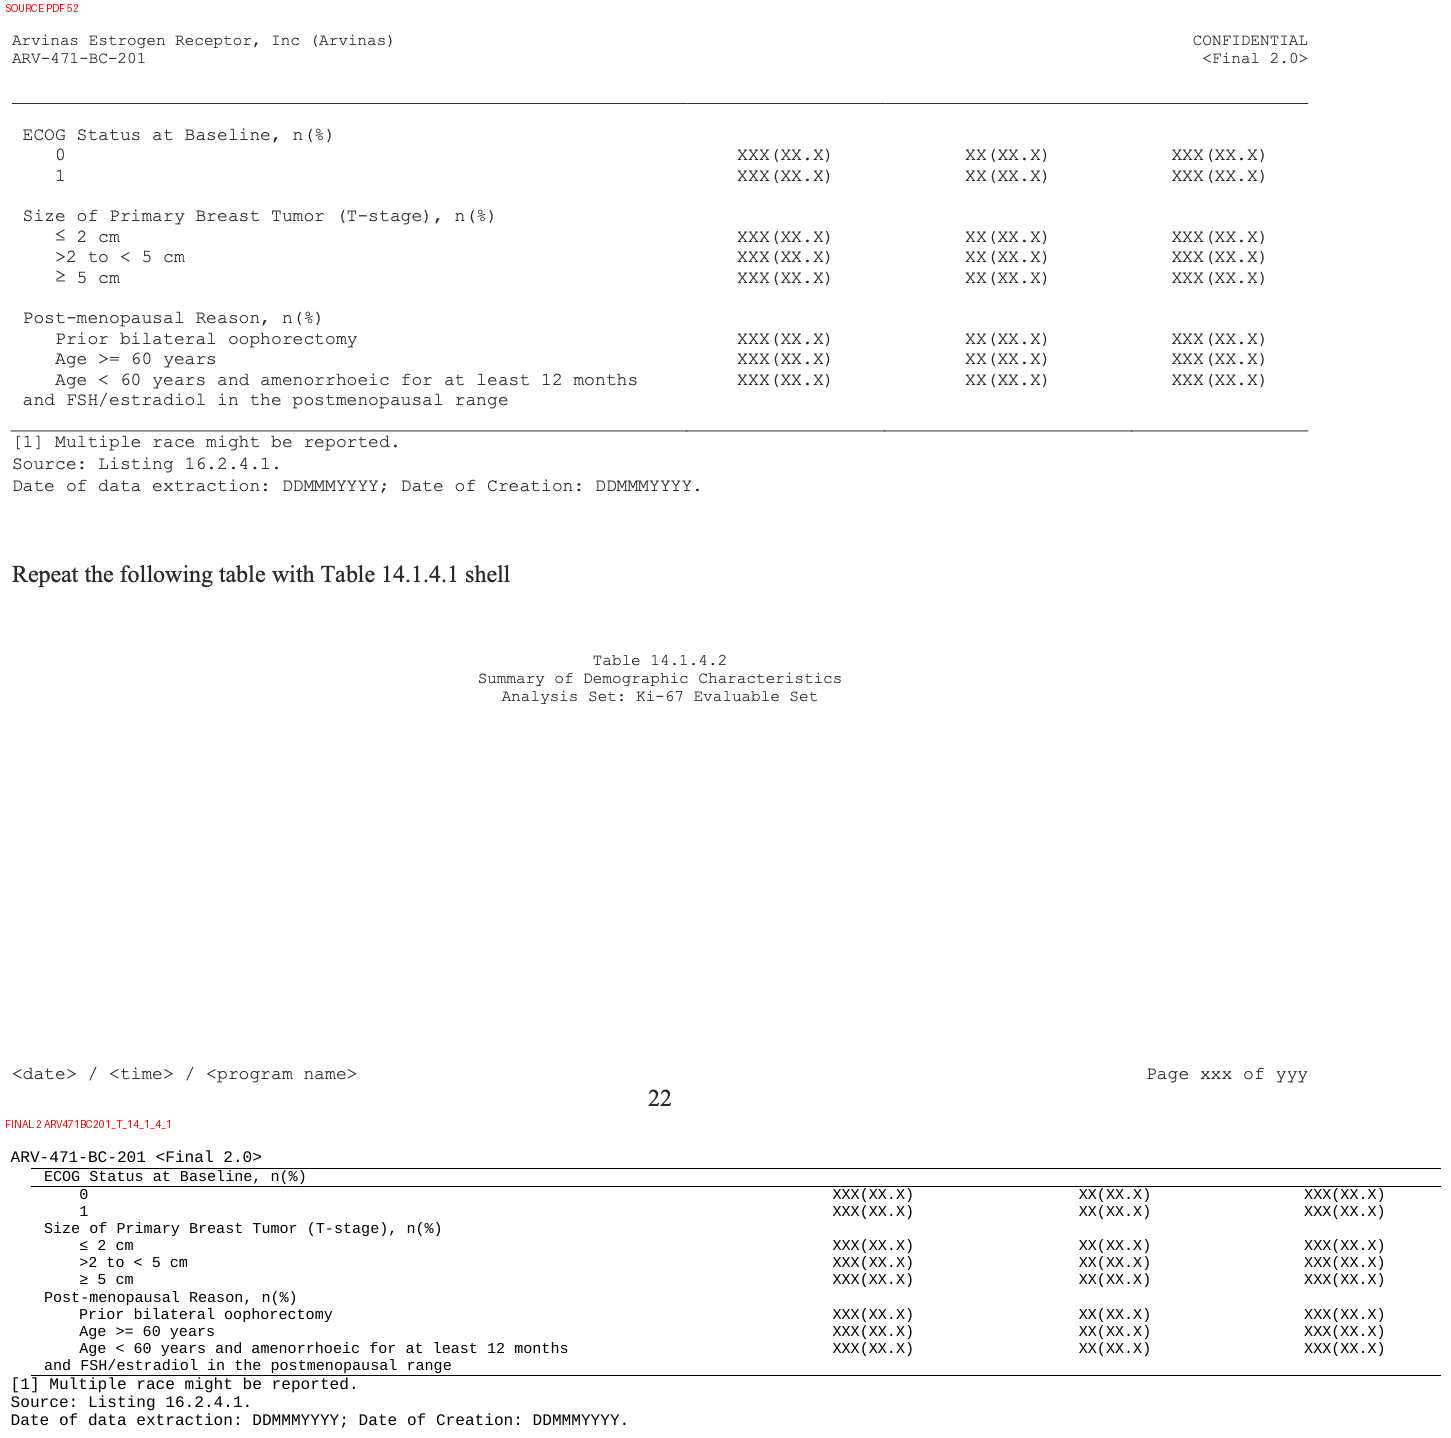 SOURCE PDF 52
Arvinas Estrogen Receptor, Inc (Arvinas) CONFIDENTIAL
ARV-471-BC-201 <Final 2.0>
ECOG Status at Baseline, n(%)
0 XXX(XX.X) XX(XX.X) XXX(XX.X)
1 XXX(XX.X) XX(XX.X) XXX(XX.X)
Size of Primary Breast Tumor (T-stage), n(%)
≤ 2 cm XXX(XX.X) XX(XX.X) XXX(XX.X)
>2 to < 5 cm XXX(XX.X) XX(XX.X) XXX(XX.X)
≥ 5 cm XXX(XX.X) XX(XX.X) XXX(XX.X)
Post-menopausal Reason, n(%)
Prior bilateral oophorectomy XXX(XX.X) XX(XX.X) XXX(XX.X)
Age >= 60 years XXX(XX.X) XX(XX.X) XXX(XX.X)
Age < 60 years and amenorrhoeic for at least 12 months XXX(XX.X) XX(XX.X) XXX(XX.X)
and FSH/estradiol in the postmenopausal range
[1] Multiple race might be reported.
Source: Listing 16.2.4.1.
Date of data extraction: DDMMMYYYY; Date of Creation: DDMMMYYYY.
Repeat the following table with Table 14.1.4.1 shell
Table 14.1.4.2
Summary of Demographic Characteristics
Analysis Set: Ki-67 Evaluable Set
<date> / <time> / <program name> Page xxx of yyy
22
FINAL 2 ARV471BC201_T_14_1_4_1
ARV-471-BC-201 <Final 2.0>
ECOG Status at Baseline, n(%)
0 XXX(XX.X) XX(XX.X) XXX(XX.X)
1 XXX(XX.X) XX(XX.X) XXX(XX.X)
Size of Primary Breast Tumor (T-stage), n(%)
≤ 2 cm XXX(XX.X) XX(XX.X) XXX(XX.X)
>2 to < 5 cm XXX(XX.X) XX(XX.X) XXX(XX.X)
≥ 5 cm XXX(XX.X) XX(XX.X) XXX(XX.X)
Post-menopausal Reason, n(%)
Prior bilateral oophorectomy XXX(XX.X) XX(XX.X) XXX(XX.X)
Age >= 60 years XXX(XX.X) XX(XX.X) XXX(XX.X)
Age < 60 years and amenorrhoeic for at least 12 months XXX(XX.X) XX(XX.X) XXX(XX.X)
and FSH/estradiol in the postmenopausal range
[1] Multiple race might be reported.
Source: Listing 16.2.4.1.
Date of data extraction: DDMMMYYYY; Date of Creation: DDMMMYYYY.